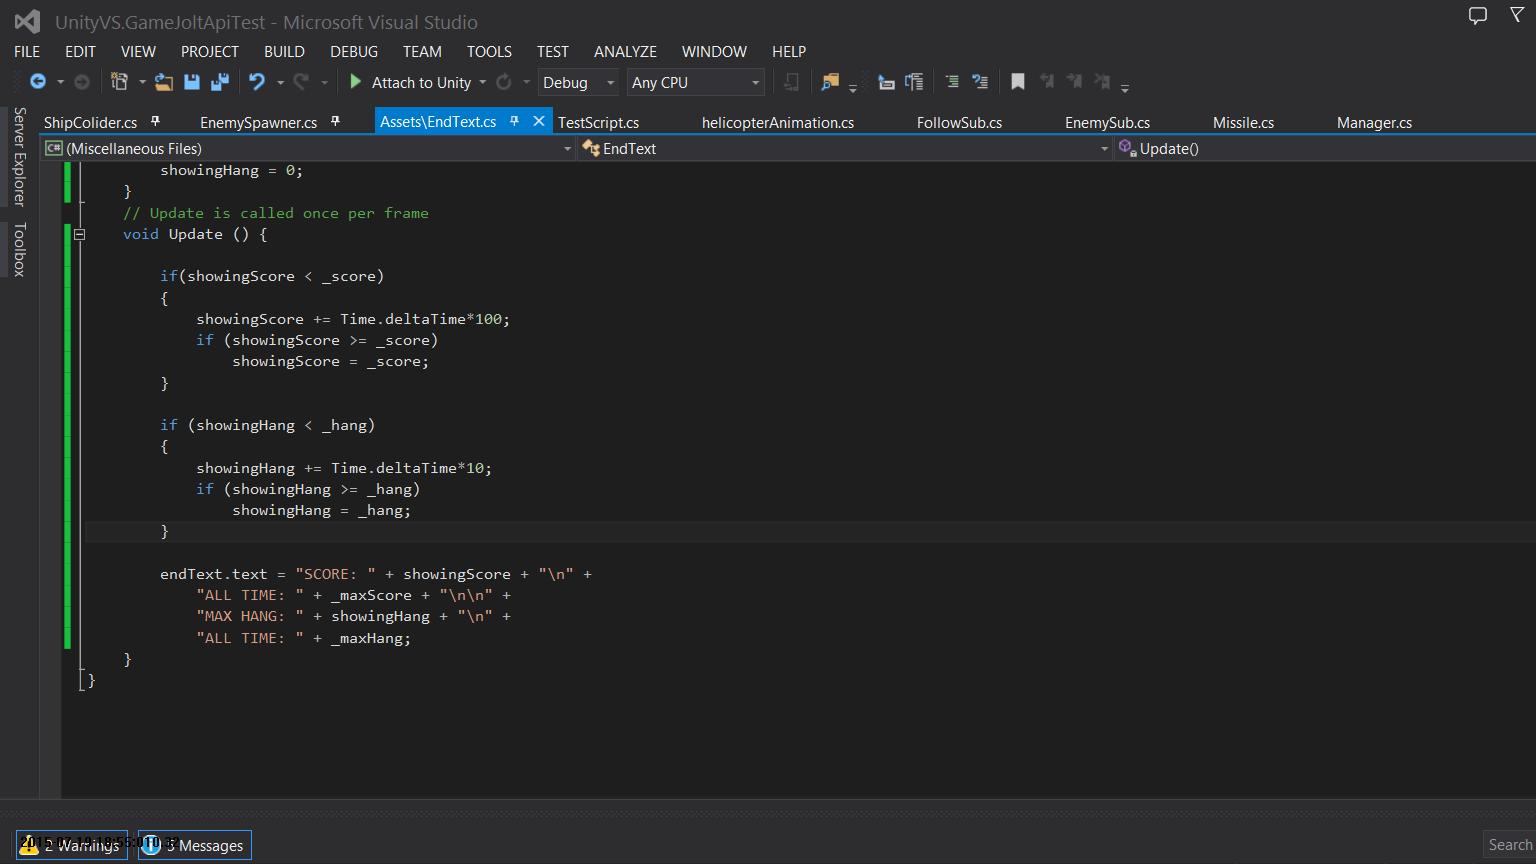 UnityVS.GameJoltApiTest - Microsoft Visual Studio
FILE EDIT VIEW PROJECT BUILD DEBUG TEAM TOOLS TEST ANALYZE WINDOW HELP
Attach to Unity Debug Any CPU
Server Explorer
Toolbox
ShipColider.cs EnemySpawner.cs Assets\EndText.cs TestScript.cs helicopterAnimation.cs FollowSub.cs EnemySub.cs Missile.cs Manager.cs
C# (Miscellaneous Files) EndText Update()
showingHang = 0;
}
// Update is called once per frame
void Update () {
if(showingScore < _score)
{
showingScore += Time.deltaTime*100;
if (showingScore >= _score)
showingScore = _score;
}
if (showingHang < _hang)
{
showingHang += Time.deltaTime*10;
if (showingHang >= _hang)
showingHang = _hang;
}
endText.text = "SCORE: " + showingScore + "\n" +
"ALL TIME: " + _maxScore + "\n\n" +
"MAX HANG: " + showingHang + "\n" +
"ALL TIME: " + _maxHang;
}
}
2 Warnings 3 Messages
Search